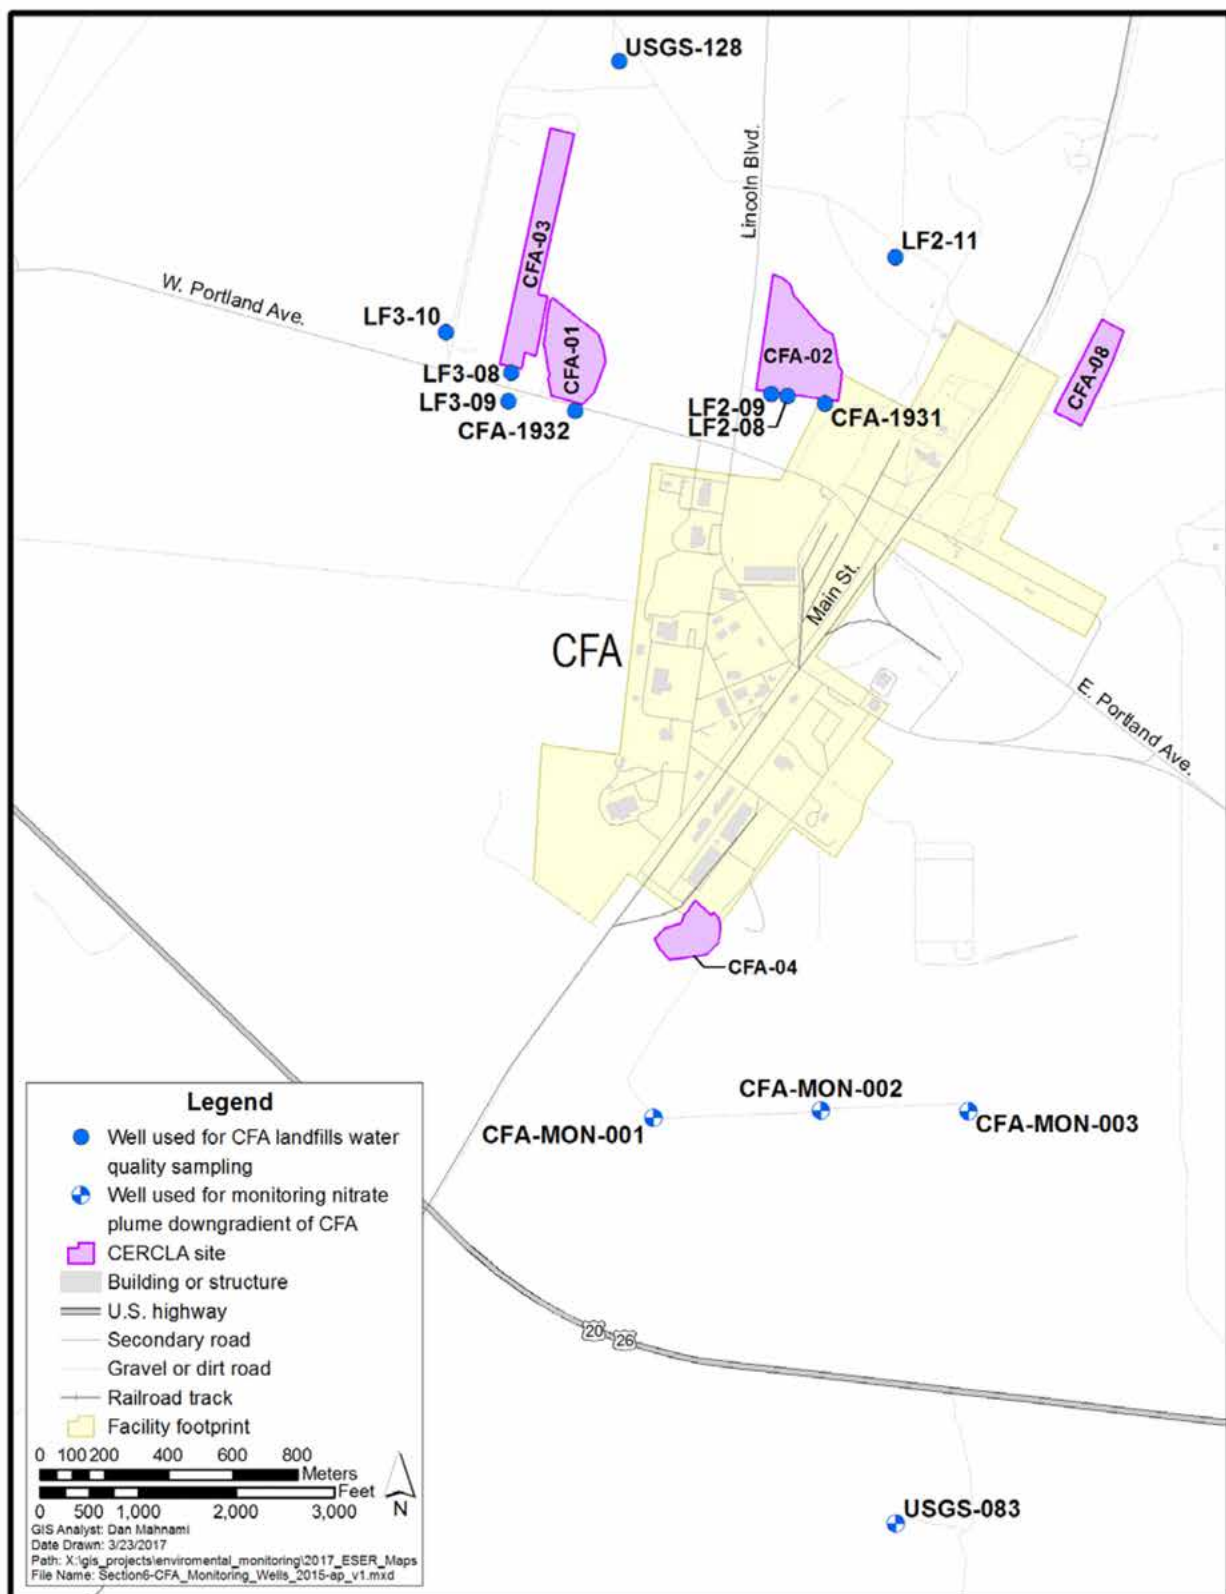 USGS-128
Lincoln Blvd.
CFA-03
LF2-11
W. Portland Ave.
LF3-10
CFA-01
CFA-02
CFA-08
LF3-08
LF3-09
CFA-1932
LF2-09
LF2-08
CFA-1931
Main St.
CFA
E. Portland Ave.
CFA-04
CFA-MON-002
CFA-MON-001
CFA-MON-003
Legend
Well used for CFA landfills water
quality sampling
Well used for monitoring nitrate
plume downgradient of CFA
CERCLA site
Building or structure
U.S. highway
Secondary road
Gravel or dirt road
Railroad track
Facility footprint
0 100 200 400 600 800
Meters
Feet
0 500 1,000 2,000 3,000
N
GIS Analyst: Dan Mahnami
Date Drawn: 3/23/2017
Path: X:\gis_projects\enviromental_monitoring\2017_ESER_Maps
File Name: Section6-CFA_Monitoring_Wells_2015-ap_v1.mxd
20 26
USGS-083